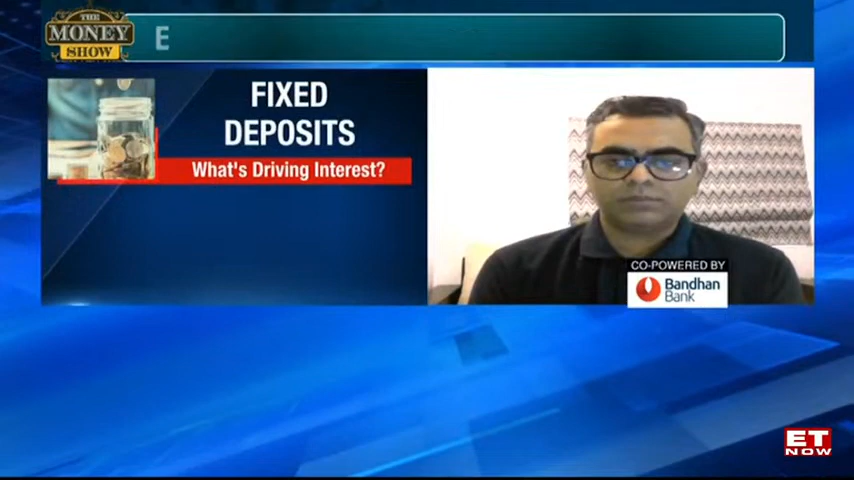 THE
MONEY
SHOW
E
FIXED
DEPOSITS
What's Driving Interest?
CO-POWERED BY
Bandhan
Bank
ET
NOW